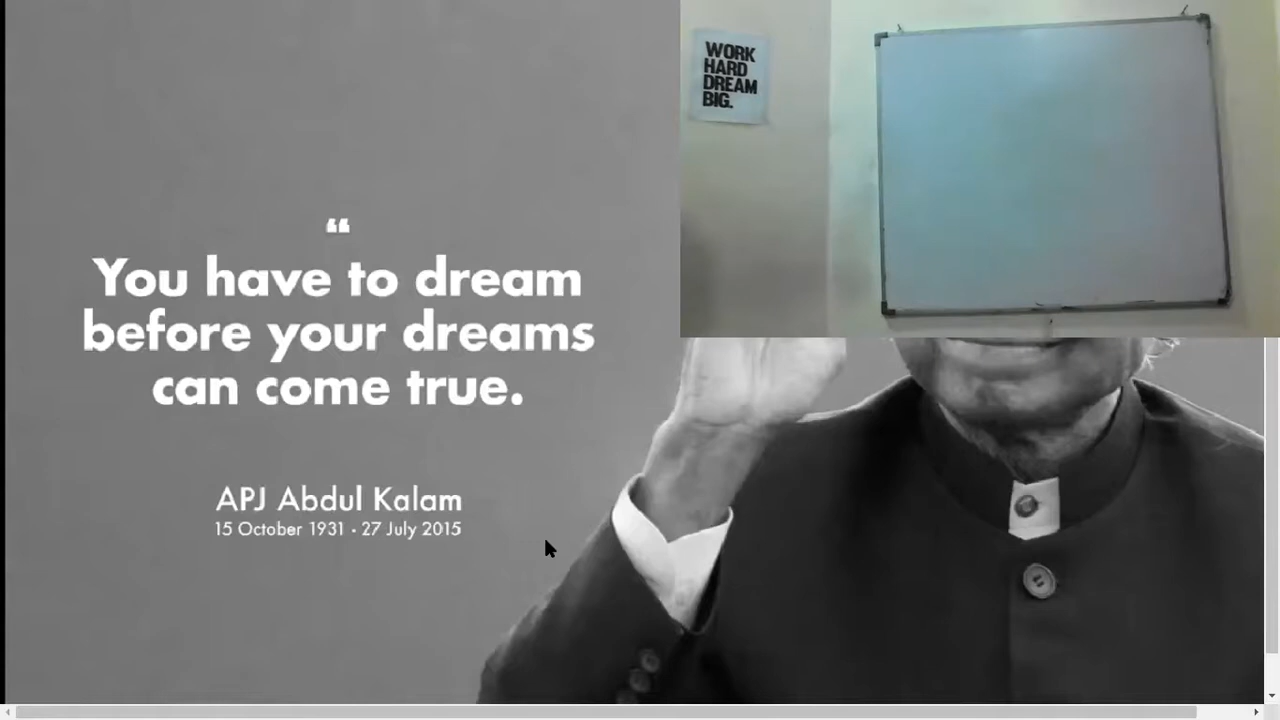 WORK
HARD
DREAM
BIG.
“
You have to dream
before your dreams
can come true.
APJ Abdul Kalam
15 October 1931 - 27 July 2015